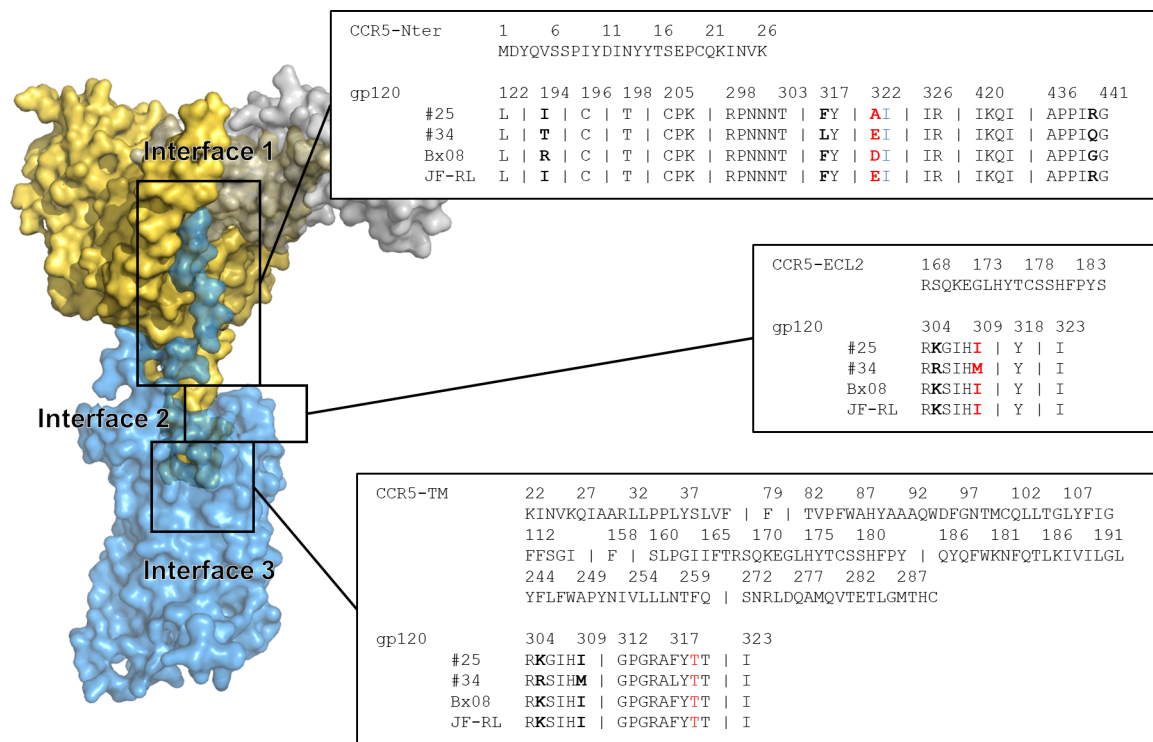 Interface 1
Interface 2
Interface 3
CCR5-Nter 1 6 11 16 21 26
MDYQVSSPIYDINYYTSEPCQKINVK
gp120 122 194 196 198 205 298 303 317 322 326 420 436 441
#25 L | I | C | T | CPK | RPNNNT | FY | AI | IR | IKQI | APPIRG
#34 L | T | C | T | CPK | RPNNNT | LY | EI | IR | IKQI | APPIQG
Bx08 L | R | C | T | CPK | RPNNNT | FY | DI | IR | IKQI | APPIGG
JF-RL L | I | C | T | CPK | RPNNNT | FY | EI | IR | IKQI | APPIRG
CCR5-ECL2 168 173 178 183
RSQKEGLHYTCSSHFPYS
gp120 304 309 318 323
#25 RKGIHI | Y | I
#34 RRSIHM | Y | I
Bx08 RKSIHI | Y | I
JF-RL RKSIHI | Y | I
CCR5-TM 22 27 32 37 79 82 87 92 97 102 107
KINVKQIAARLLPPLYSLVF | F | TVPFWAHYAAAQWDFGNTMCQLLTGLYFIG
112 158 160 165 170 175 180 186 181 186 191
FFSGI | F | SLPGIIFTRSQKEGLHYTCSSHFPY | QYQFWKNFQTLKIVILGL
244 249 254 259 272 277 282 287
YFLFWAPYNIVLLLNTFQ | SNRLDQAMQVTETLGMTHC
gp120 304 309 312 317 323
#25 RKGIHI | GPGRAFYTT | I
#34 RRSIHM | GPGRALYTT | I
Bx08 RKSIHI | GPGRAFYTT | I
JF-RL RKSIHI | GPGRAFYTT | I